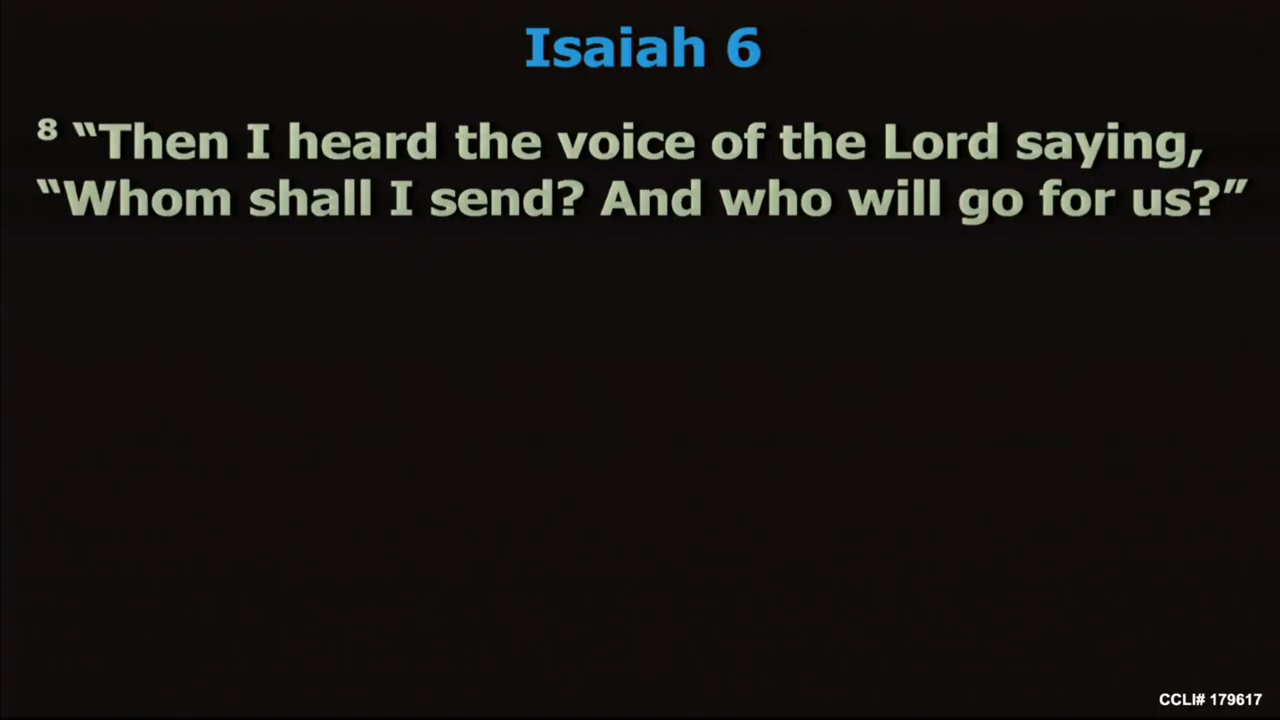 Isaiah 6
8 “Then I heard the voice of the Lord saying,
“Whom shall I send? And who will go for us?”
CCLI# 179617